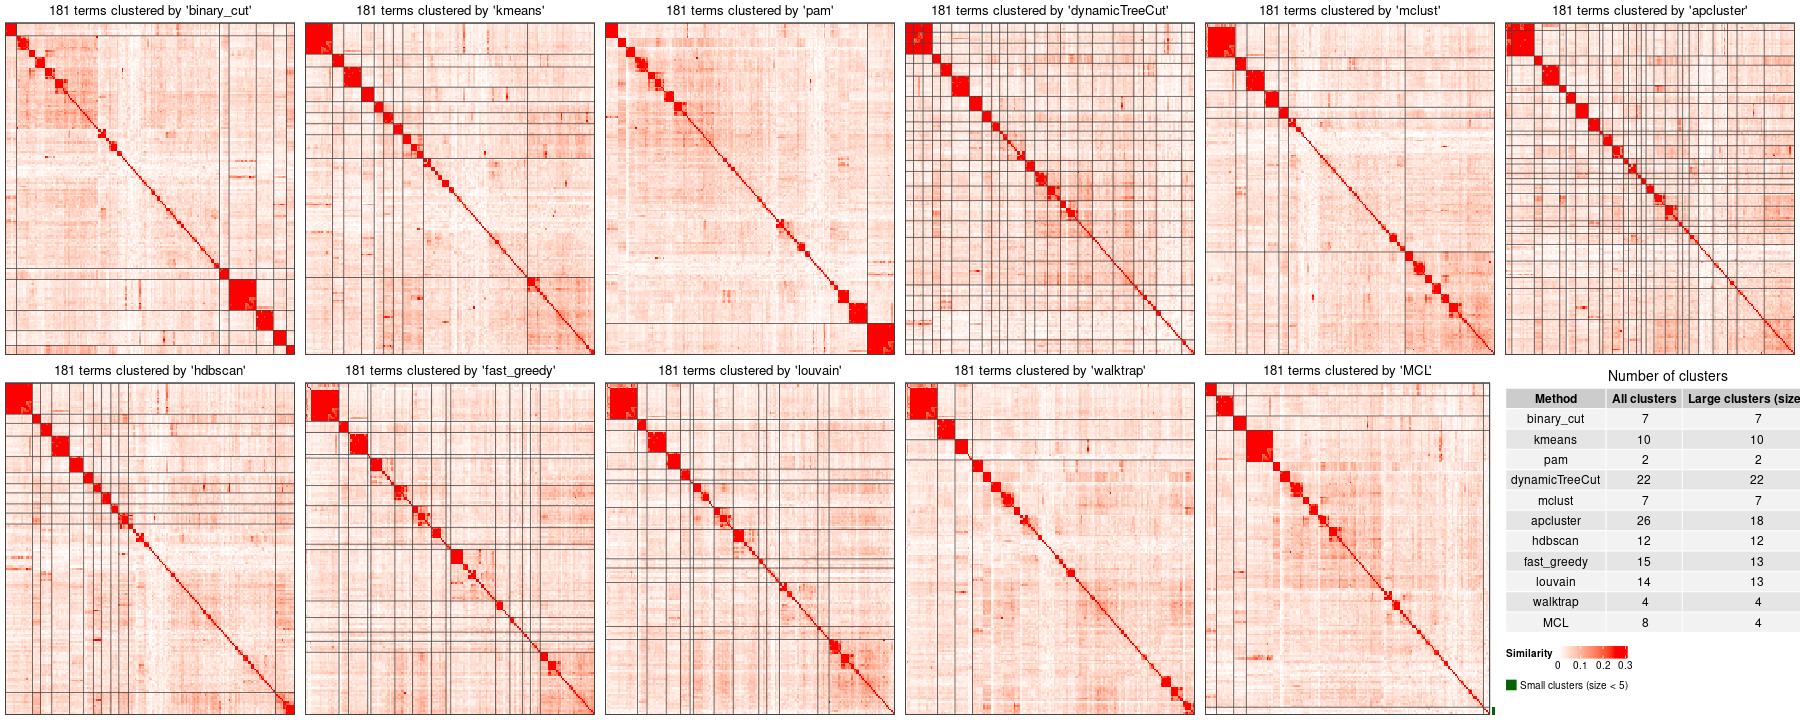 181 terms clustered by 'binary_cut'
181 terms clustered by 'kmeans'
181 terms clustered by 'pam'
181 terms clustered by 'dynamicTreeCut'
181 terms clustered by 'mclust'
181 terms clustered by 'apcluster'
181 terms clustered by 'hdbscan'
181 terms clustered by 'fast_greedy'
181 terms clustered by 'louvain'
181 terms clustered by 'walktrap'
181 terms clustered by 'MCL'
Number of clusters
Method All clusters Large clusters (size
binary_cut 7 7
kmeans 10 10
pam 2 2
dynamicTreeCut 22 22
mclust 7 7
apcluster 26 18
hdbscan 12 12
fast_greedy 15 13
louvain 14 13
walktrap 4 4
MCL 8 4
Similarity
0 0.1 0.2 0.3
Small clusters (size < 5)